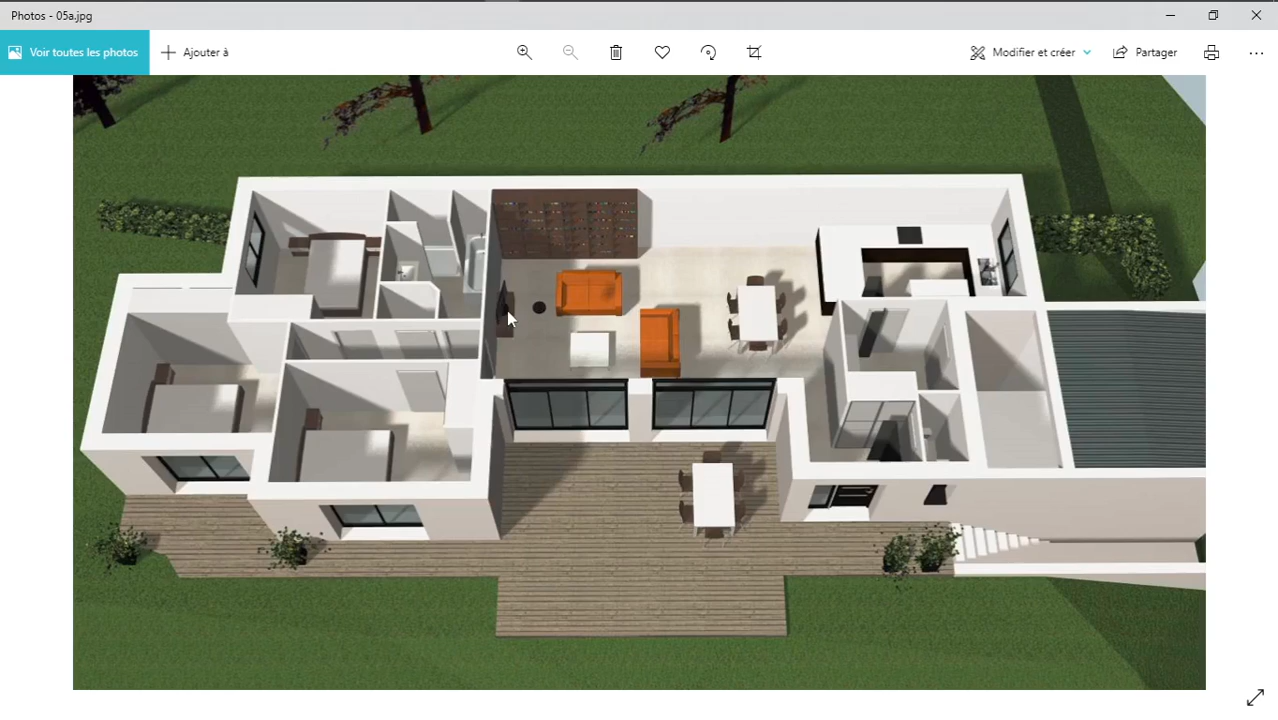 Photos - 05a.jpg
Voir toutes les photos
Ajouter à
Modifier et créer
Partager